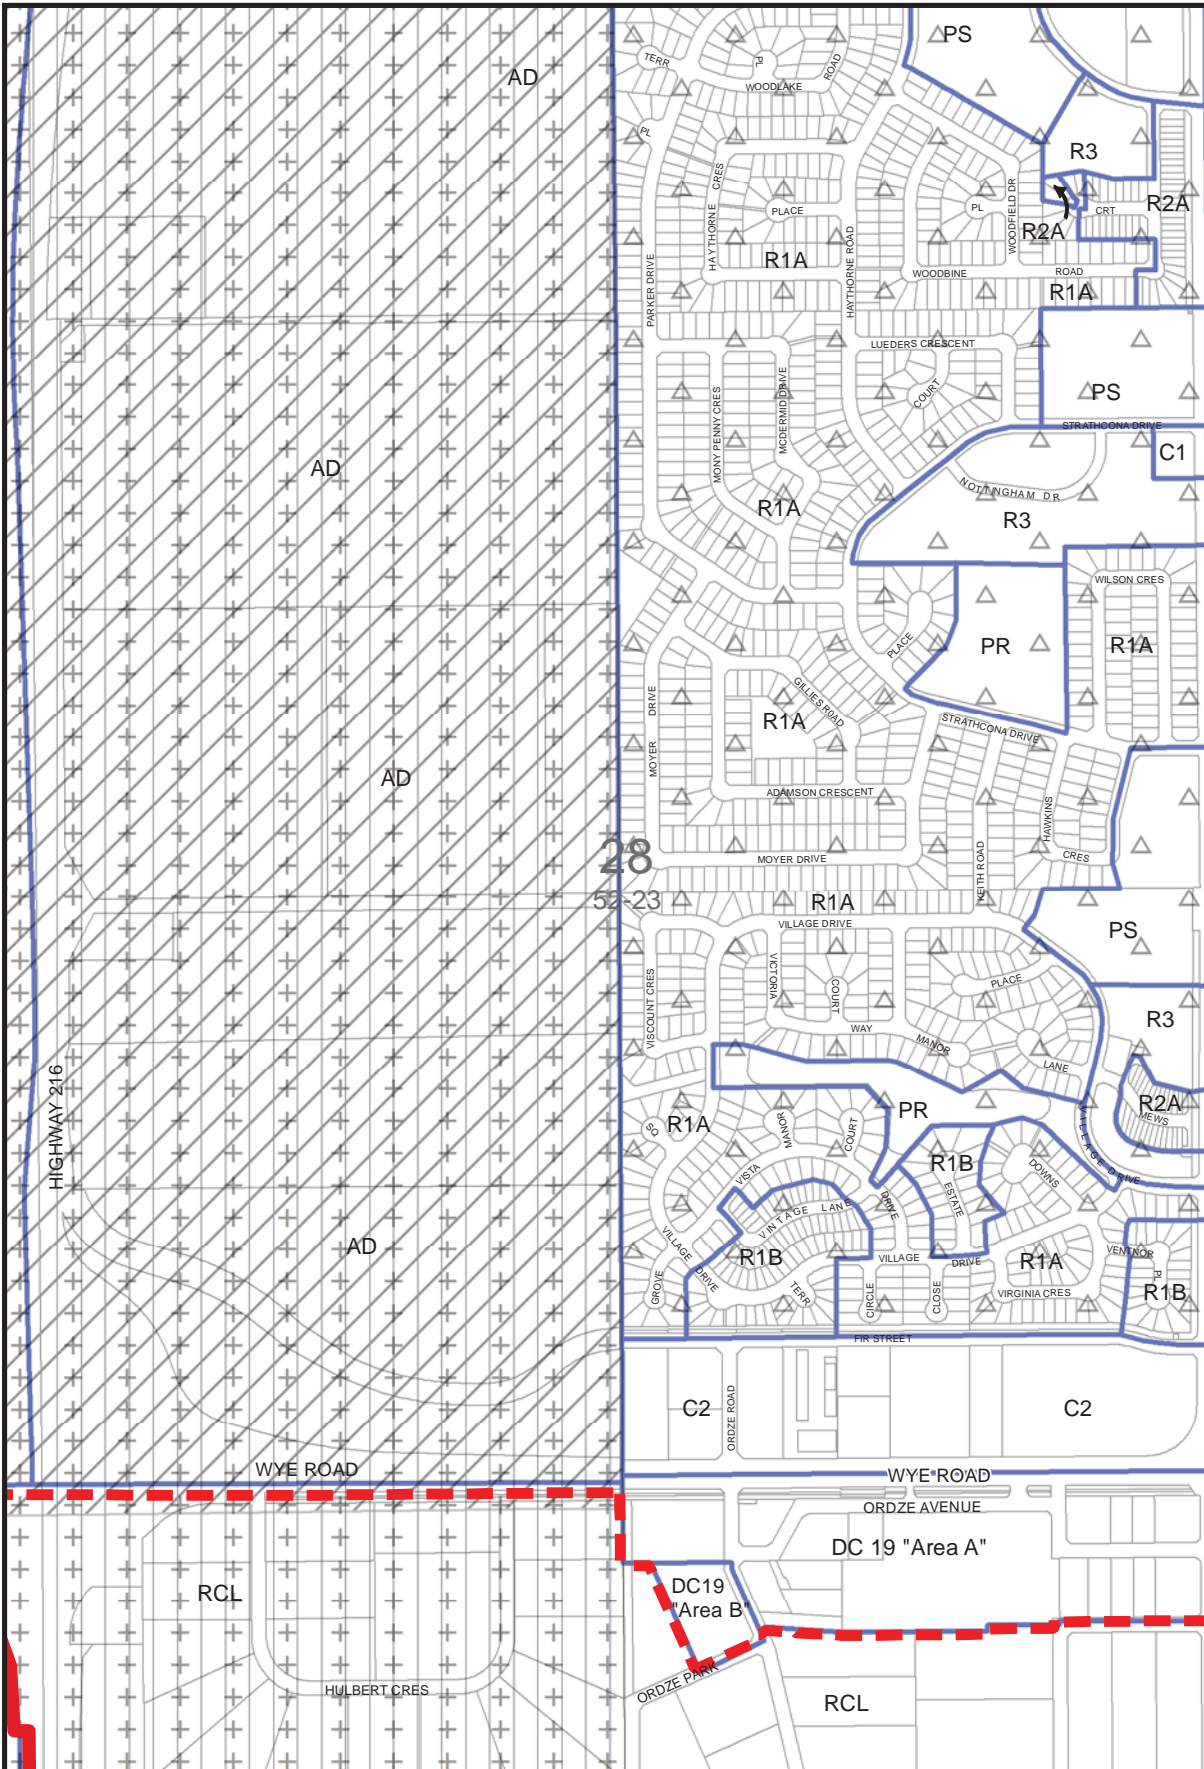 PS
TERR
PL
ROAD
WOODLAKE
AD
PL
R3
HAYTHORNE CRES
PLACE
PL
WOODFIELD DR
CRT
R2A
R2A
R1A
PARKER DRIVE
HAYTHORNE ROAD
WOODBINE
ROAD
R1A
LUEDERS CRESCENT
COURT
PS
MONY PENNY CRES
MCDERMID DRIVE
STRATHCONA DRIVE
C1
AD
NOTTINGHAM DR
R1A
R3
WILSON CRES
PLACE
PR
R1A
DRIVE
MOYER
GILLIES ROAD
R1A
STRATHCONA DRIVE
AD
ADAMSON CRESCENT
HAWKINS
CRES
28
52-23
MOYER DRIVE
KEITH ROAD
R1A
VILLAGE DRIVE
PS
VISCOUNT CRES
VICTORIA
COURT
PLACE
WAY
MANOR
LANE
R3
HIGHWAY 216
R1A
SQ
MANOR
COURT
PR
R2A
MEWS
VILLAGE DRIVE
VISTA
R1B
ESTATE
DOWNS
DRIVE
VINTAGE LANE
AD
VILLAGE
DRIVE
R1B
VILLAGE
DRIVE
R1A
VENTNOR
PL
R1B
GROVE
TERR
CIRCLE
CLOSE
VIRGINIA CRES
FIR STREET
C2
ORDZE ROAD
C2
WYE ROAD
WYE ROAD
ORDZE AVENUE
DC 19 "Area A"
RCL
DC19
"Area B"
HULBERT CRES
ORDZE PARK
RCL